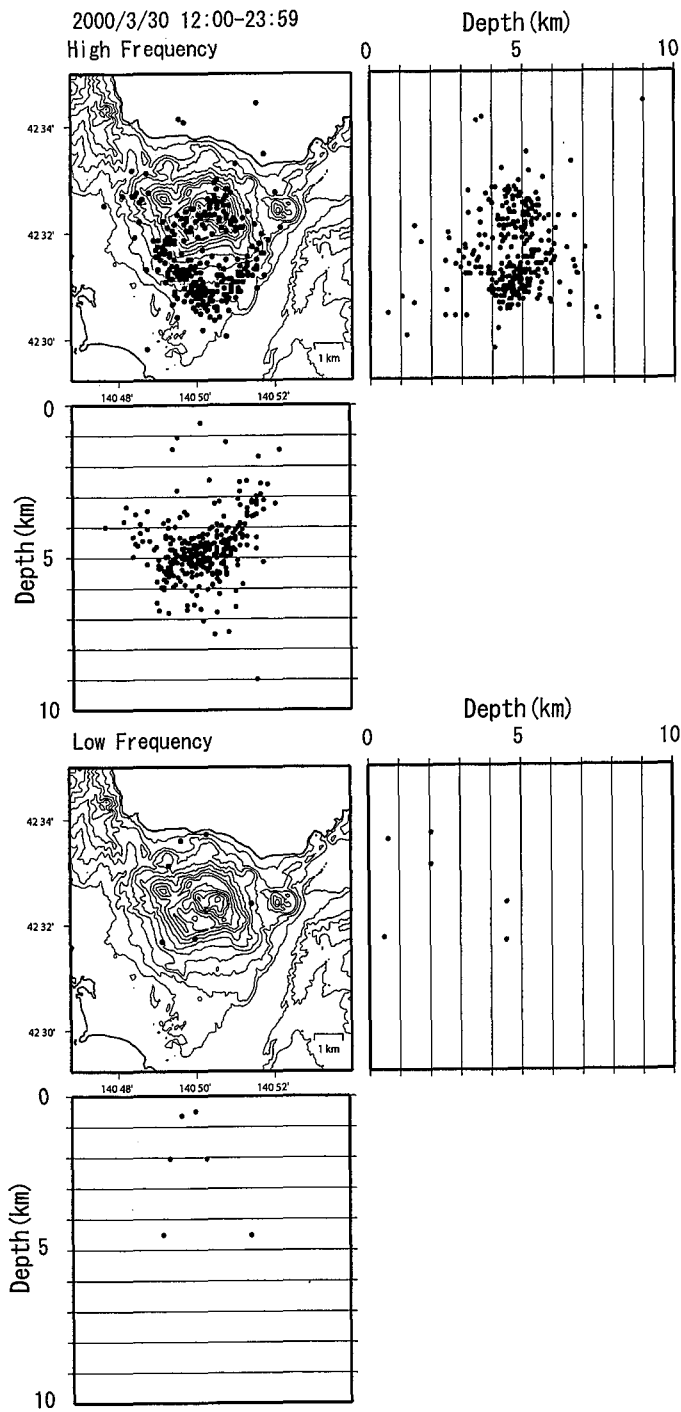 2000/3/30 12:00-23:59
High Frequency
Depth(km)
0 5 10
42 34'
42 32'
42 30'
1 km
140 48' 140 50' 140 52'
0
5
10
Depth(km)
Low Frequency
Depth(km)
0 5 10
42 34'
42 32'
42 30'
1 km
140 48' 140 50' 140 52'
0
5
10
Depth(km)